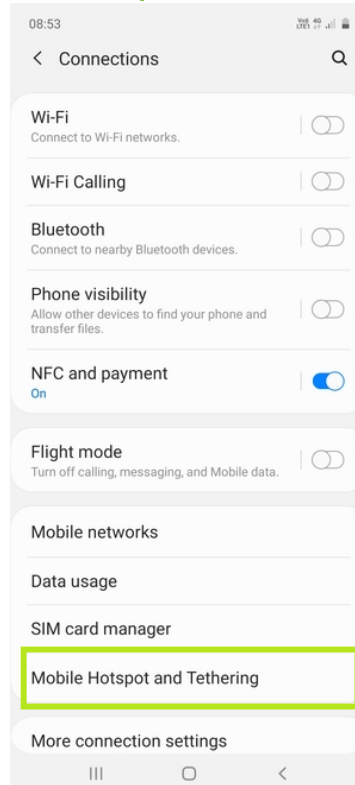 08:53
Vo)) 4G
LTE1
Connections
Wi-Fi
Connect to Wi-Fi networks.
Wi-Fi Calling
Bluetooth
Connect to nearby Bluetooth devices.
Phone visibility
Allow other devices to find your phone and
transfer files.
NFC and payment
On
Flight mode
Turn off calling, messaging, and Mobile data.
Mobile networks
Data usage
SIM card manager
Mobile Hotspot and Tethering
More connection settings